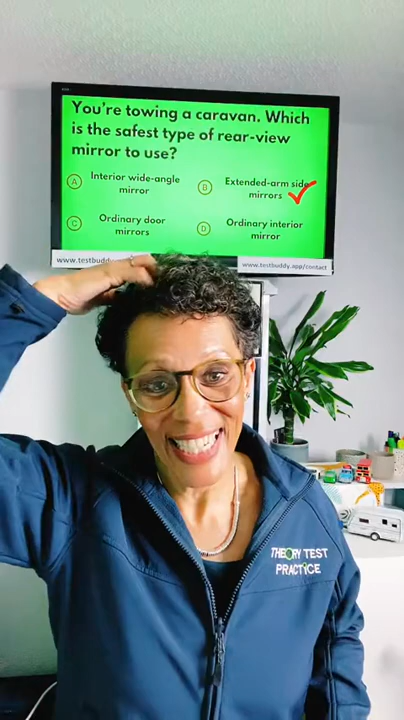 You're towing a caravan. Which
is the safest type of rear-view
mirror to use?
A Interior wide-angle
mirror
B Extended-arm side
mirrors
C Ordinary door
mirrors
D Ordinary interior
mirror
www.testbuddy.app/contact
THEORY TEST
PRACTICE